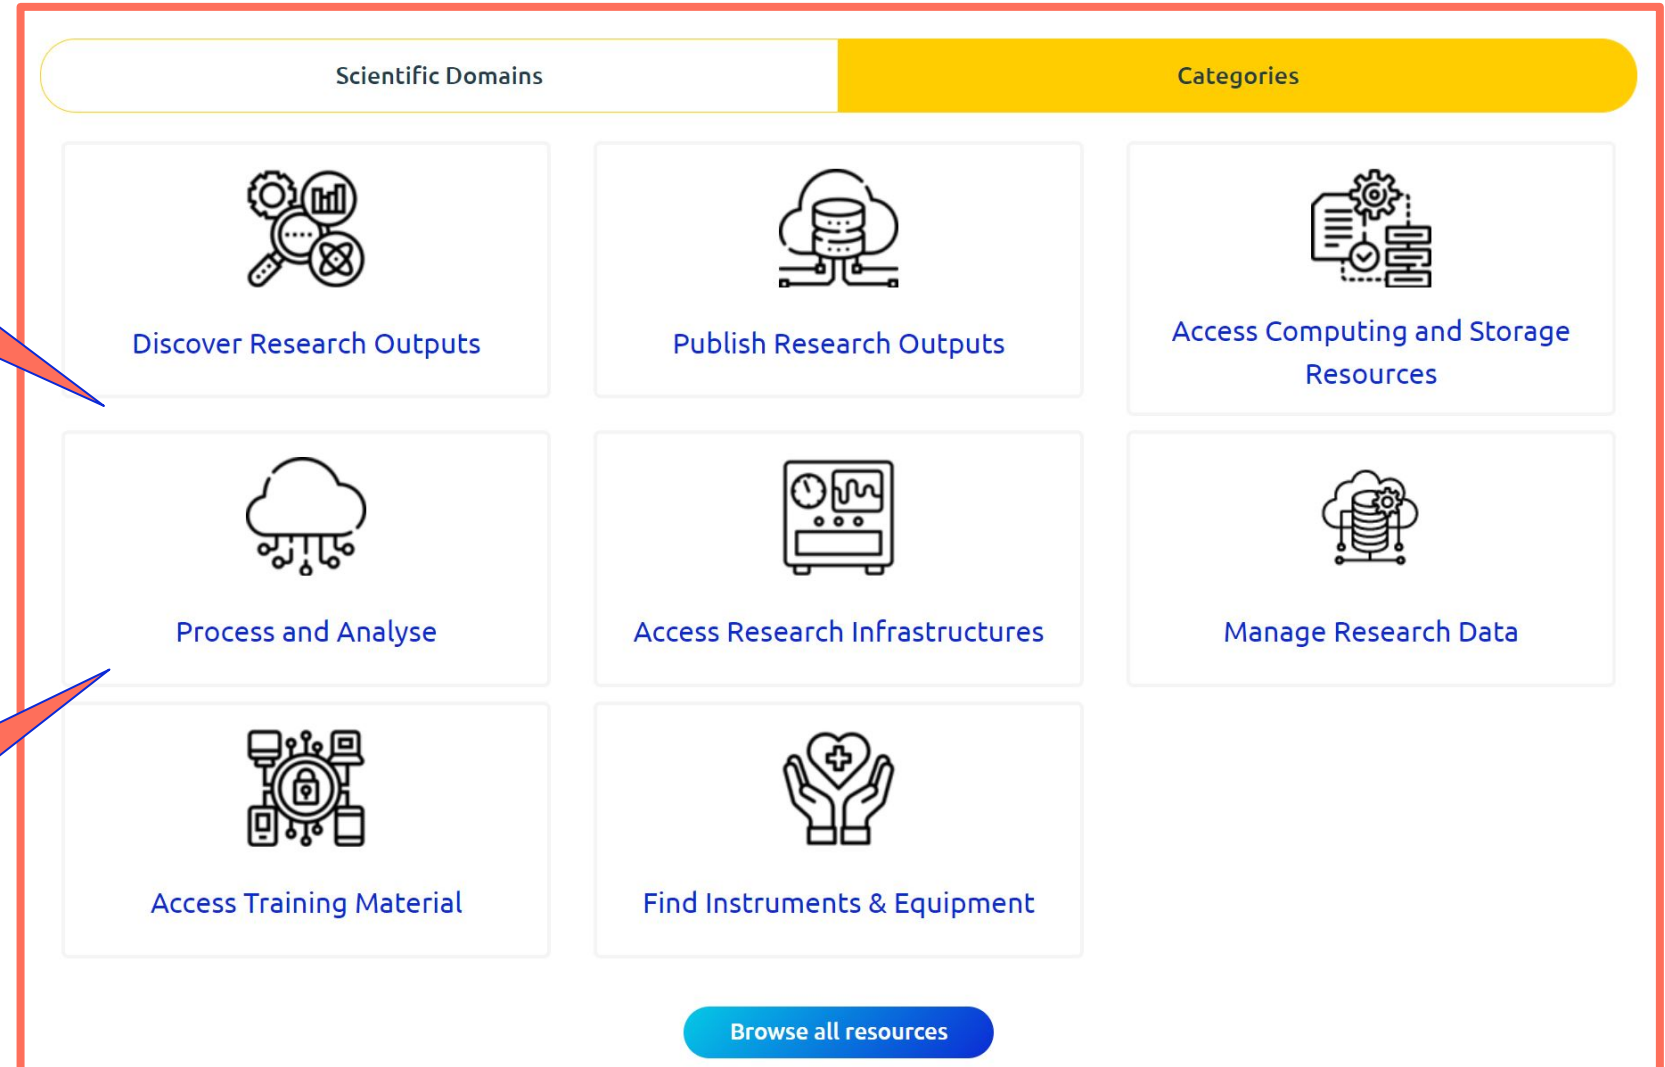 Scientific Domains
Categories
Discover Research Outputs
Publish Research Outputs
Access Computing and Storage
Resources
Process and Analyse
Access Research Infrastructures
Manage Research Data
Access Training Material
Find Instruments & Equipment
Browse all resources